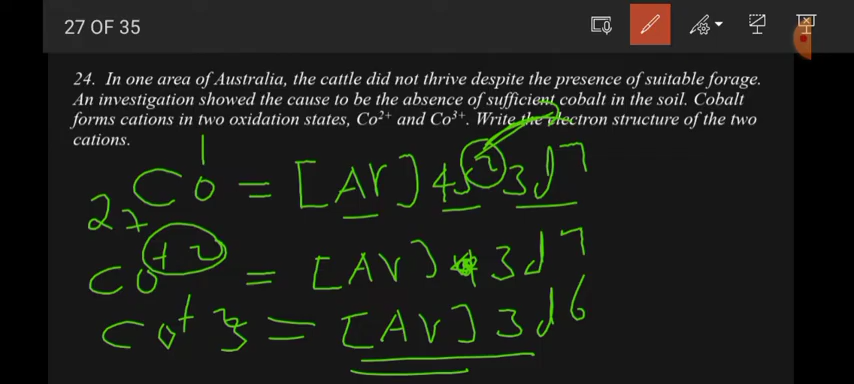 27 OF 35
24. In one area of Australia, the cattle did not thrive despite the presence of suitable forage.
An investigation showed the cause to be the absence of sufficient cobalt in the soil. Cobalt
forms cations in two oxidation states, Co²⁺ and Co³⁺. Write the electron structure of the two
cations.
27 Co = [Ar] 4s² 3d⁷
Co⁺² = [Ar] 3d⁷
Co⁺³ = [Ar] 3d⁶